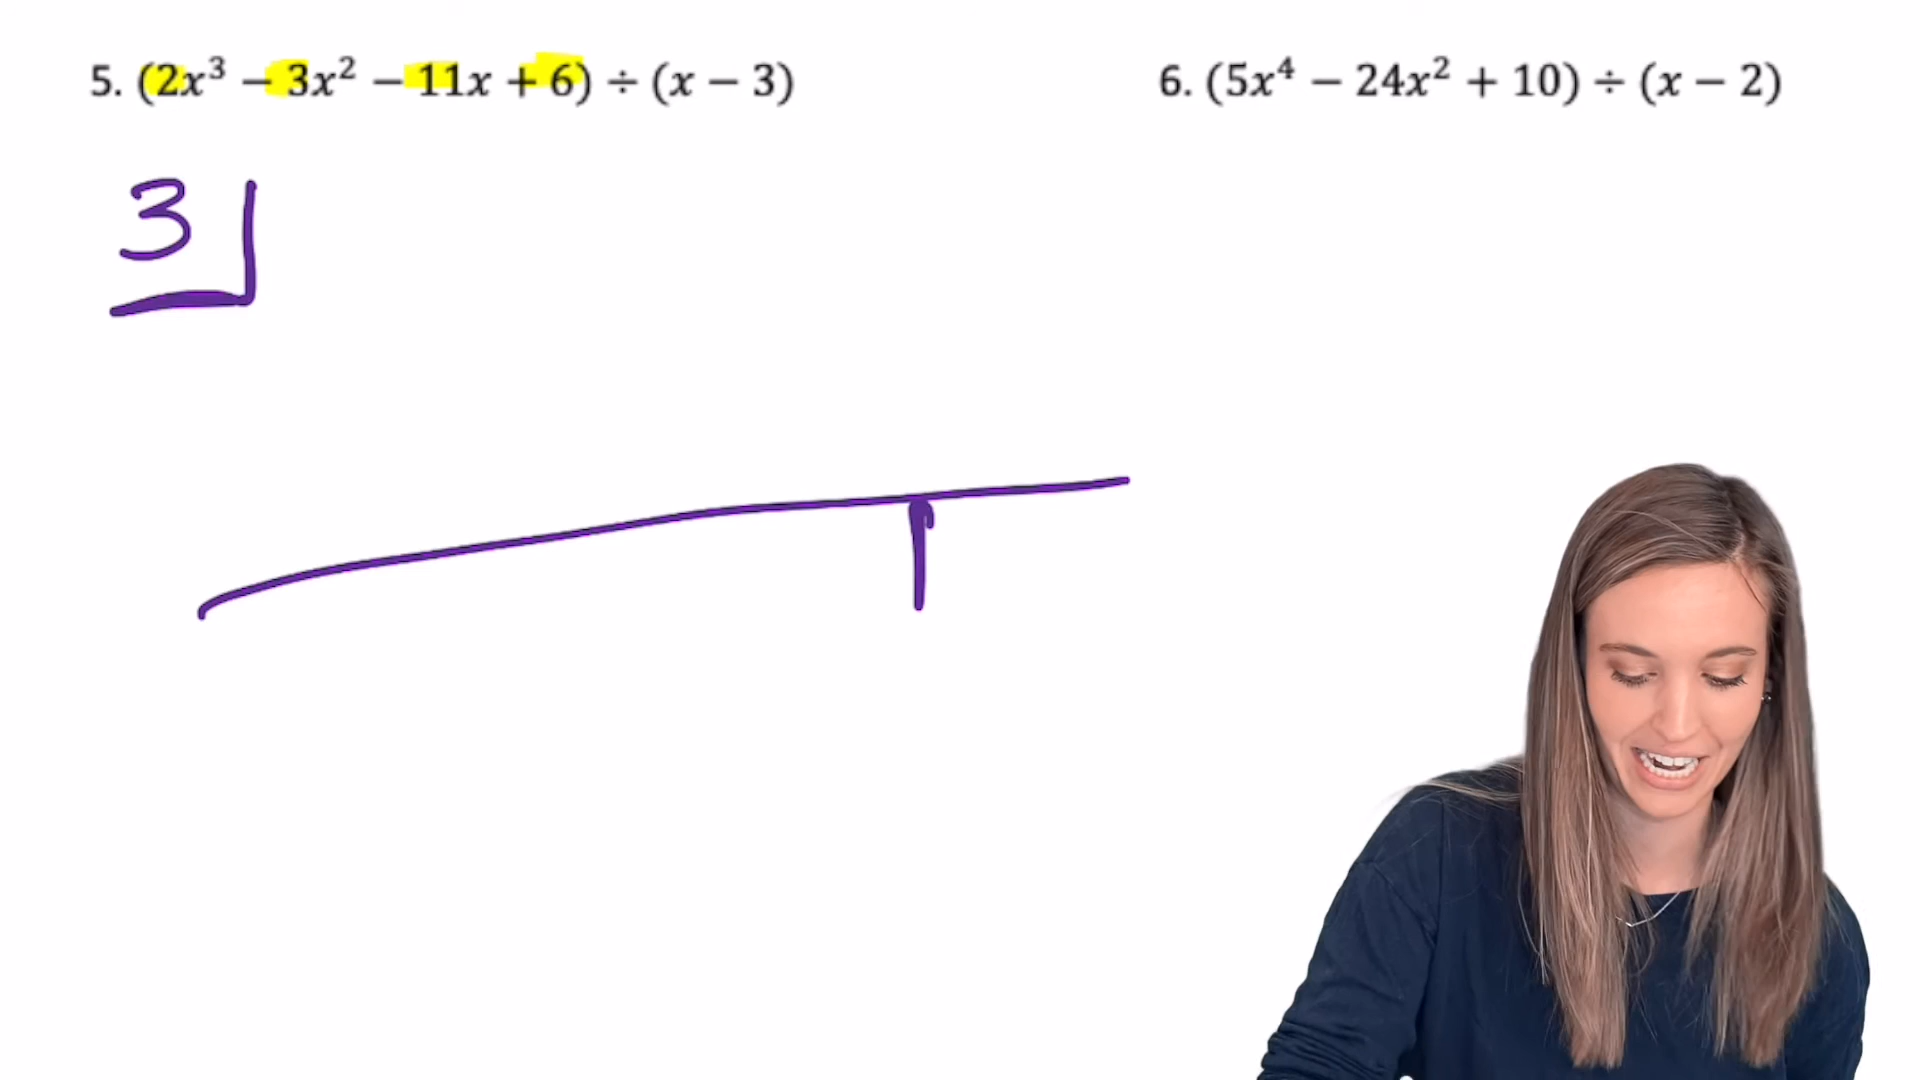 5. (2x³ − 3x² − 11x + 6) ÷ (x − 3)
6. (5x⁴ − 24x² + 10) ÷ (x − 2)
3